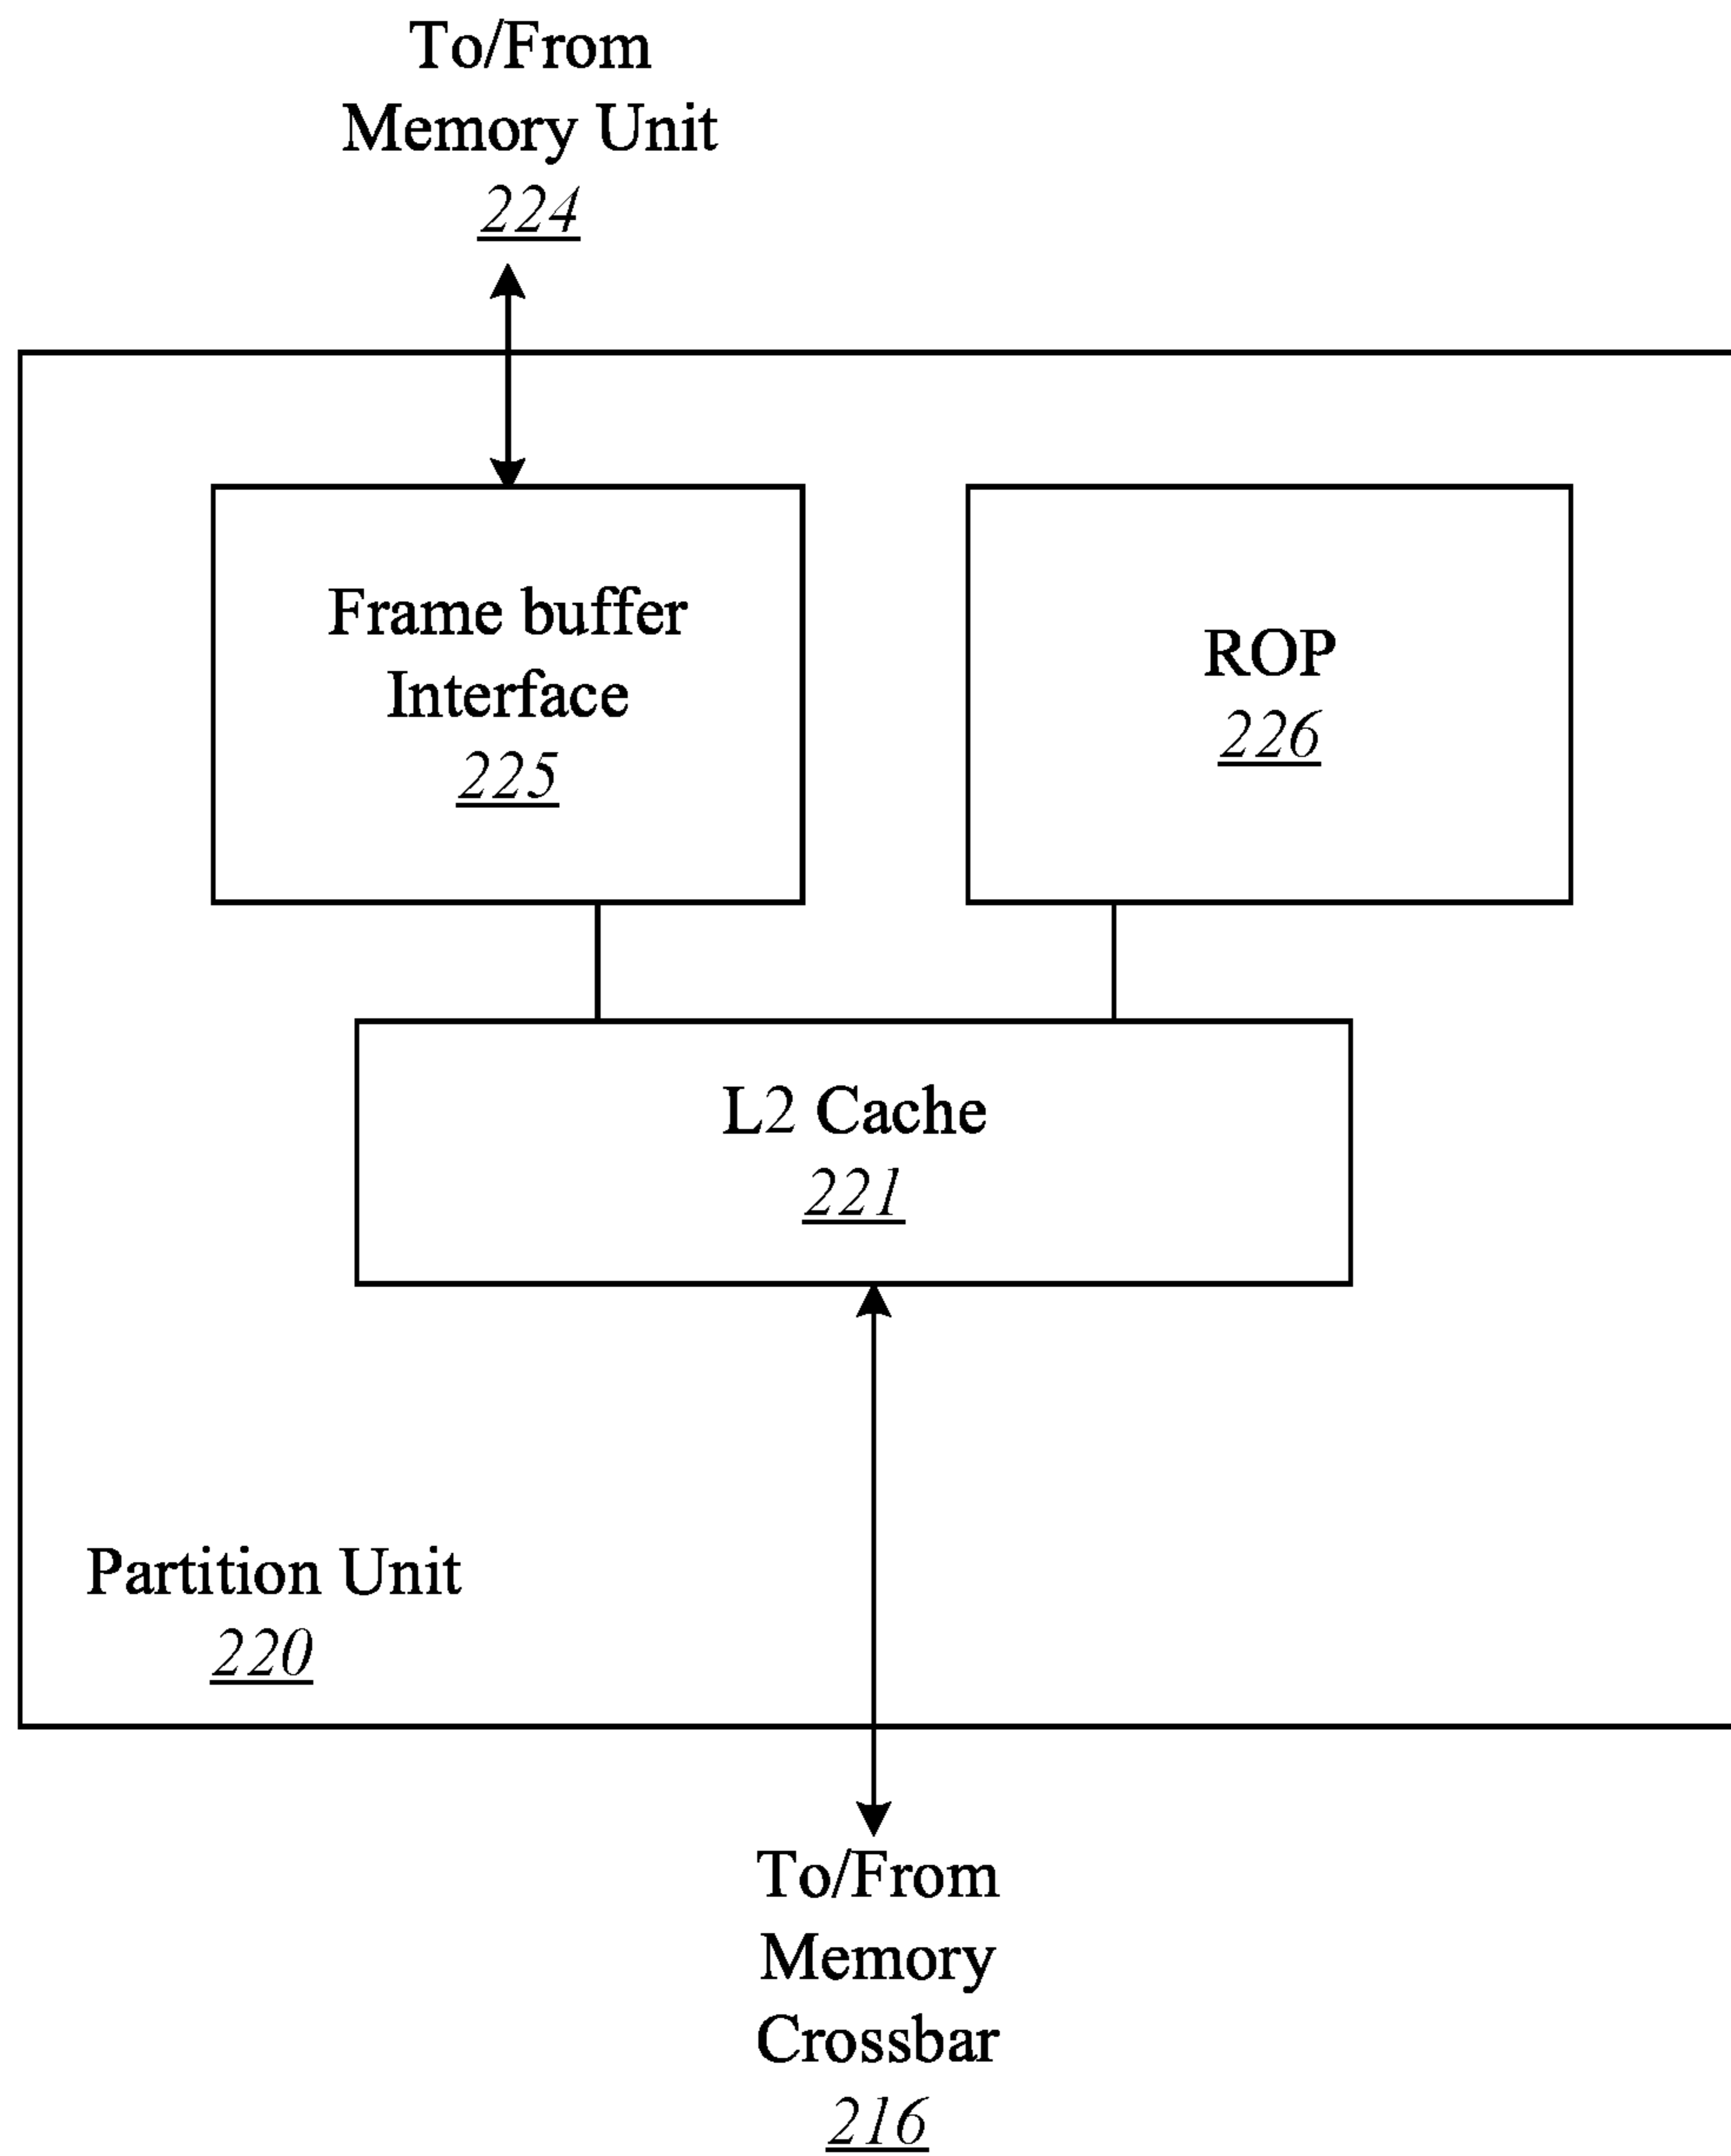 To/From
Memory Unit
224
Frame buffer
Interface
225
ROP
226
L2 Cache
221
Partition Unit
220
To/From
Memory
Crossbar
216